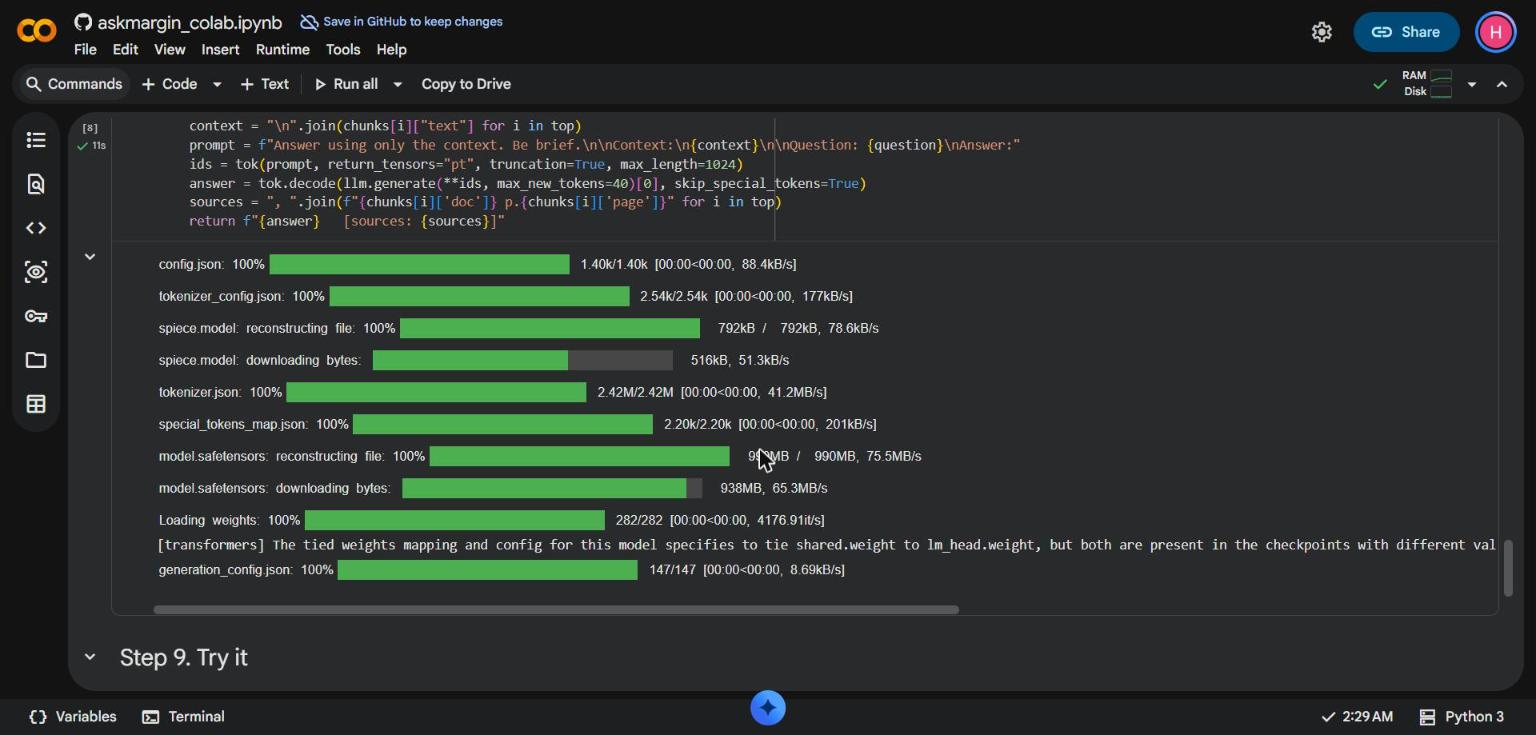 askmargin_colab.ipynb Save in GitHub to keep changes
File Edit View Insert Runtime Tools Help
Share
H
Commands + Code + Text Run all Copy to Drive
RAM
Disk
[8]
11s
context = "\n".join(chunks[i]["text"] for i in top)
prompt = f"Answer using only the context. Be brief.\n\nContext:\n{context}\n\nQuestion: {question}\nAnswer:"
ids = tok(prompt, return_tensors="pt", truncation=True, max_length=1024)
answer = tok.decode(llm.generate(**ids, max_new_tokens=40)[0], skip_special_tokens=True)
sources = ", ".join(f"{chunks[i]['doc']} p.{chunks[i]['page']}" for i in top)
return f"{answer}   [sources: {sources}]"
config.json: 100% 1.40k/1.40k [00:00<00:00, 88.4kB/s]
tokenizer_config.json: 100% 2.54k/2.54k [00:00<00:00, 177kB/s]
spiece.model: reconstructing file: 100% 792kB / 792kB, 78.6kB/s
spiece.model: downloading bytes: 516kB, 51.3kB/s
tokenizer.json: 100% 2.42M/2.42M [00:00<00:00, 41.2MB/s]
special_tokens_map.json: 100% 2.20k/2.20k [00:00<00:00, 201kB/s]
model.safetensors: reconstructing file: 100% 990MB / 990MB, 75.5MB/s
model.safetensors: downloading bytes: 938MB, 65.3MB/s
Loading weights: 100% 282/282 [00:00<00:00, 4176.91it/s]
[transformers] The tied weights mapping and config for this model specifies to tie shared.weight to lm_head.weight, but both are present in the checkpoints with different val
generation_config.json: 100% 147/147 [00:00<00:00, 8.69kB/s]
Step 9. Try it
Variables Terminal
2:29 AM Python 3